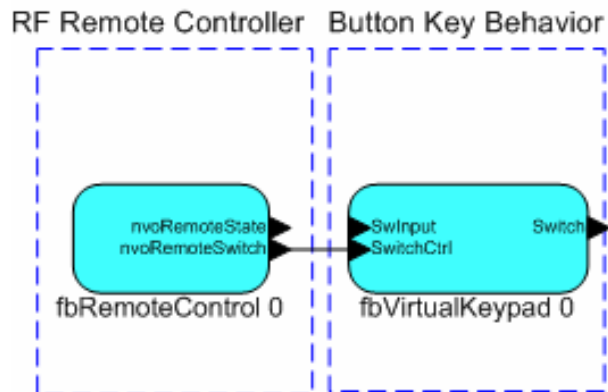 RF Remote Controller
Button Key Behavior
nvoRemoteState
nvoRemoteSwitch
SwInput
SwitchCtrl
Switch
fbRemoteControl 0
fbVirtualKeypad 0